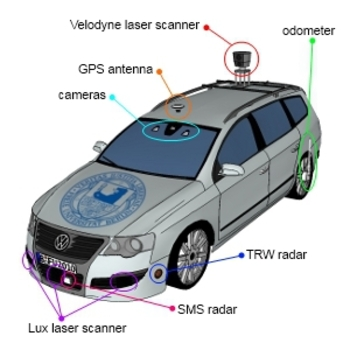 Velodyne laser scanner
odometer
GPS antenna
cameras
TRW radar
SMS radar
Lux laser scanner